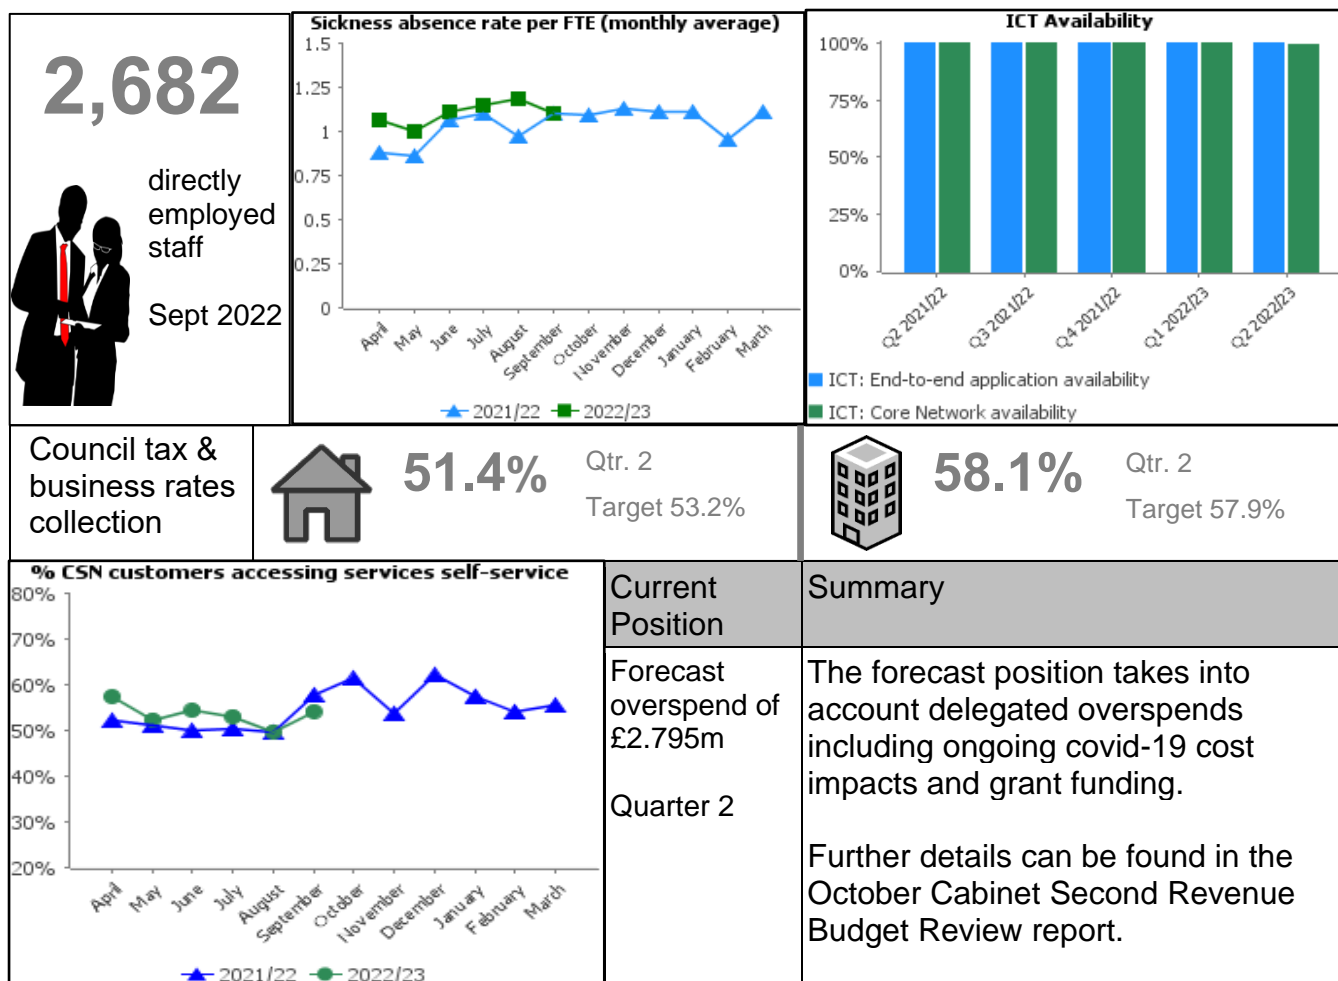 2,682
directly
employed
staff
Sept 2022
Sickness absence rate per FTE (monthly average)
1.5
1.25
1
0.75
0.5
0.25
0
April
May
June
July
August
September
October
November
December
January
February
March
2021/22
2022/23
ICT Availability
100%
75%
50%
25%
0%
Q2 2021/22
Q3 2021/22
Q4 2021/22
Q1 2022/23
Q2 2022/23
ICT: End-to-end application availability
ICT: Core Network availability
Council tax &
business rates
collection
51.4%
Qtr. 2
Target 53.2%
58.1%
Qtr. 2
Target 57.9%
% CSN customers accessing services self-service
80%
70%
60%
50%
40%
30%
20%
April
May
June
July
August
September
October
November
December
January
February
March
2021/22
2022/23
Current
Position
Summary
Forecast
overspend of
£2.795m
Quarter 2
The forecast position takes into
account delegated overspends
including ongoing covid-19 cost
impacts and grant funding.
Further details can be found in the
October Cabinet Second Revenue
Budget Review report.